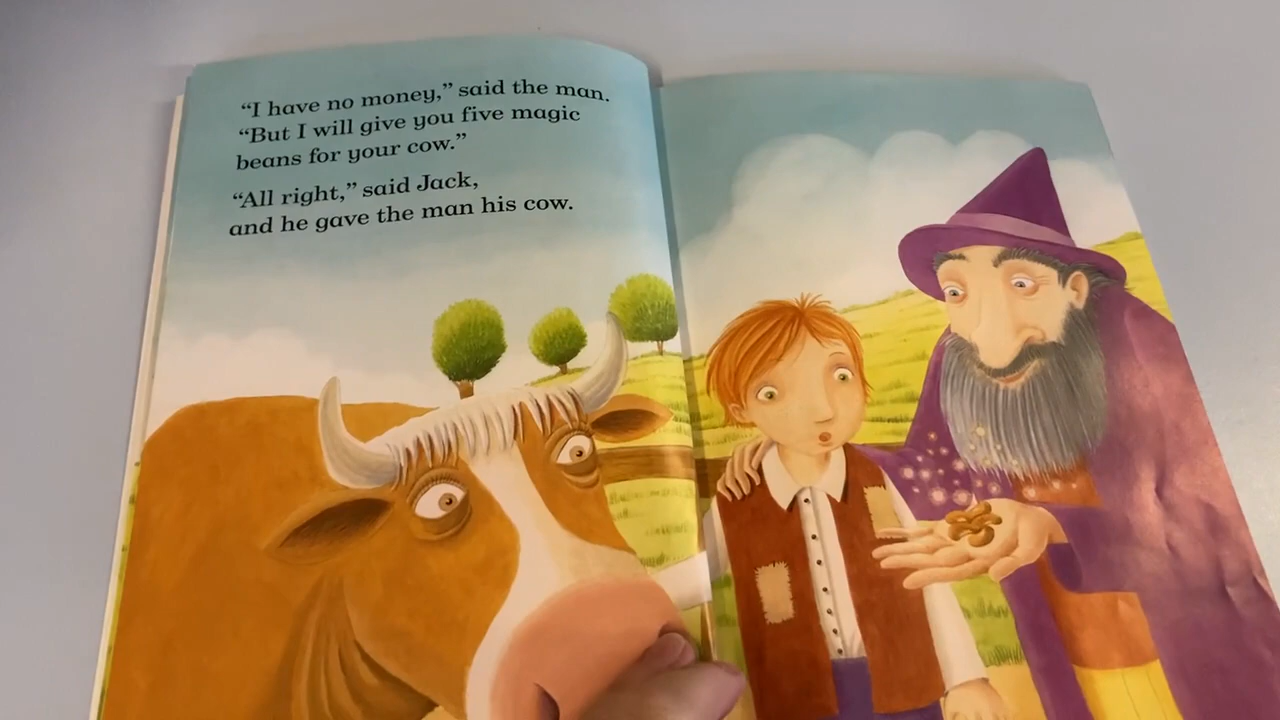 “I have no money,” said the man.
“But I will give you five magic
beans for your cow.”
“All right,” said Jack,
and he gave the man his cow.